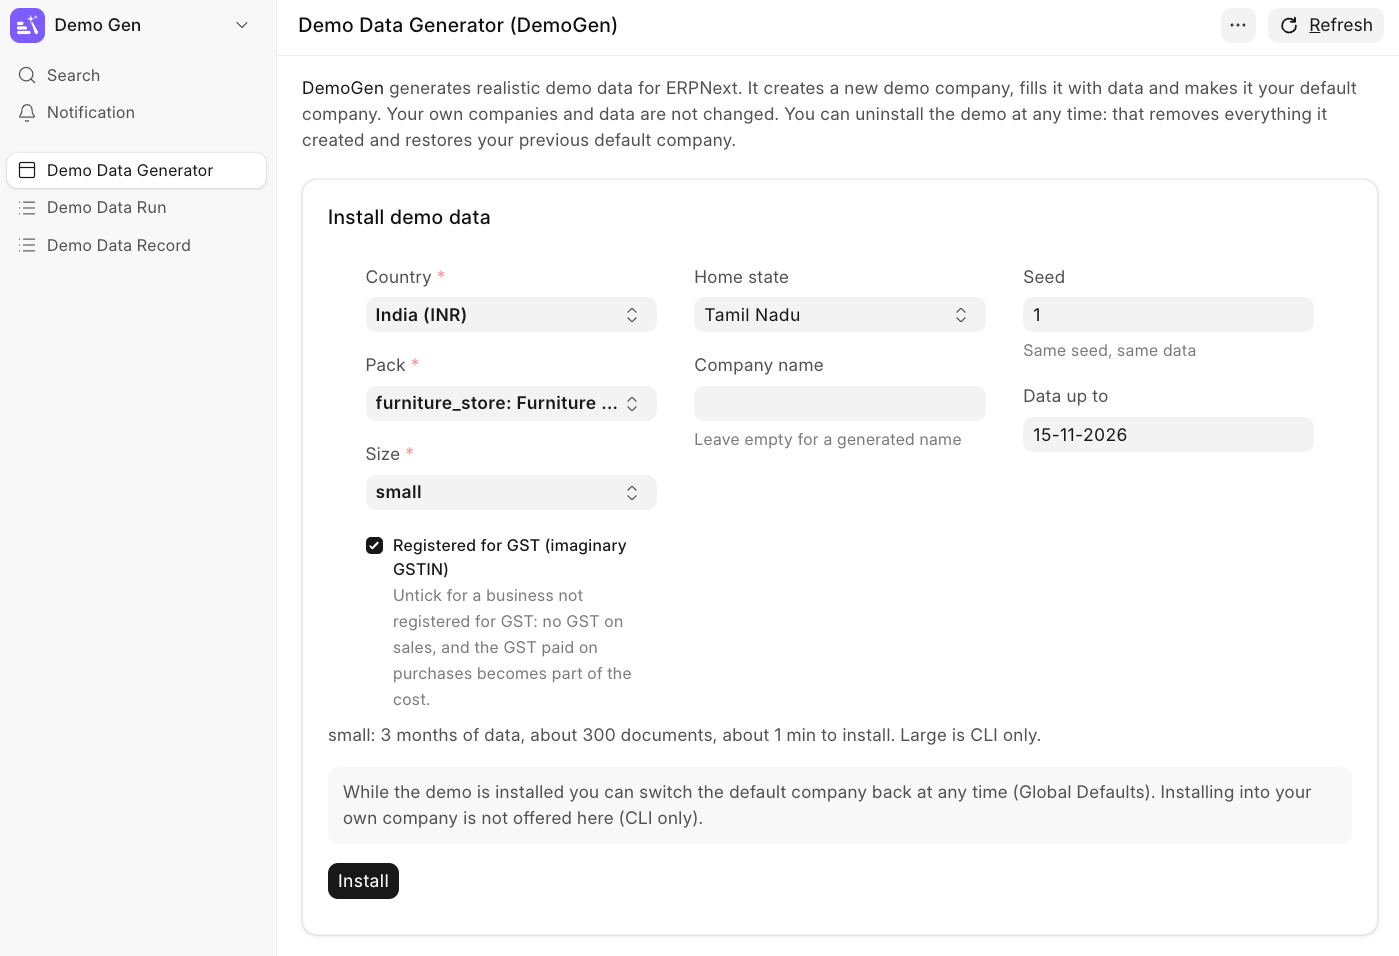 Demo Gen
Search
Notification
Demo Data Generator
Demo Data Run
Demo Data Record
Demo Data Generator (DemoGen)
Refresh
DemoGen generates realistic demo data for ERPNext. It creates a new demo company, fills it with data and makes it your default
company. Your own companies and data are not changed. You can uninstall the demo at any time: that removes everything it
created and restores your previous default company.
Install demo data
Country *
India (INR)
Pack *
furniture_store: Furniture ...
Size *
small
Registered for GST (imaginary
GSTIN)
Untick for a business not
registered for GST: no GST on
sales, and the GST paid on
purchases becomes part of the
cost.
Home state
Tamil Nadu
Company name
Leave empty for a generated name
Seed
1
Same seed, same data
Data up to
15-11-2026
small: 3 months of data, about 300 documents, about 1 min to install. Large is CLI only.
While the demo is installed you can switch the default company back at any time (Global Defaults). Installing into your
own company is not offered here (CLI only).
Install